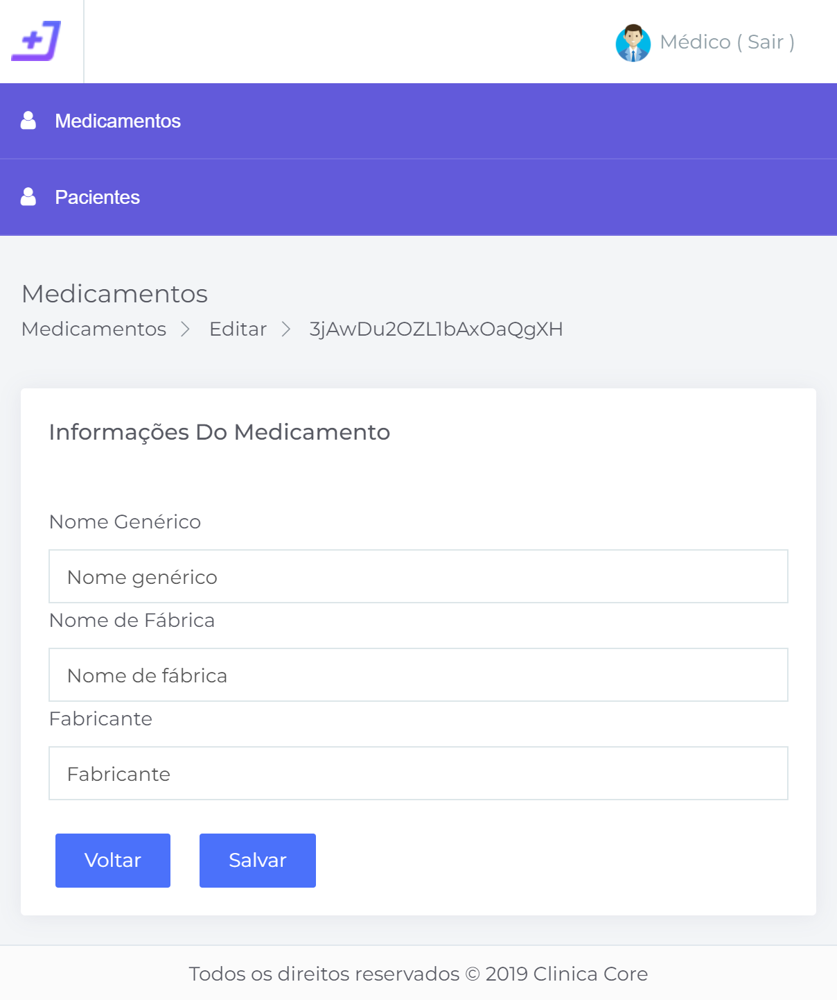 Médico ( Sair )
Medicamentos
Pacientes
Medicamentos
Medicamentos > Editar > 3jAwDu2OZL1bAxOaQgXH
Informações Do Medicamento
Nome Genérico
Nome genérico
Nome de Fábrica
Nome de fábrica
Fabricante
Fabricante
Voltar Salvar
Todos os direitos reservados © 2019 Clinica Core